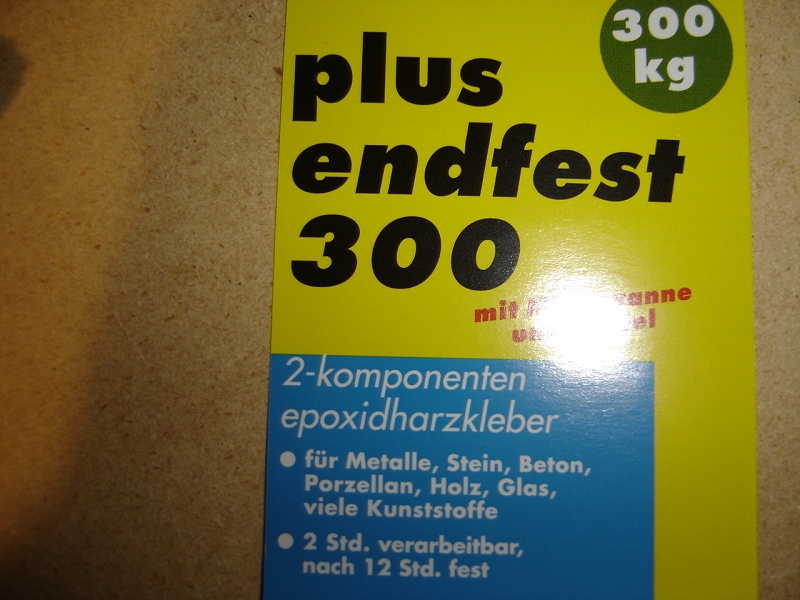 300
kg
plus
endfest
300
mit
2-komponenten
epoxidharzkleber
● für Metalle, Stein, Beton,
Porzellan, Holz, Glas,
viele Kunststoffe
● 2 Std. verarbeitbar,
nach 12 Std. fest